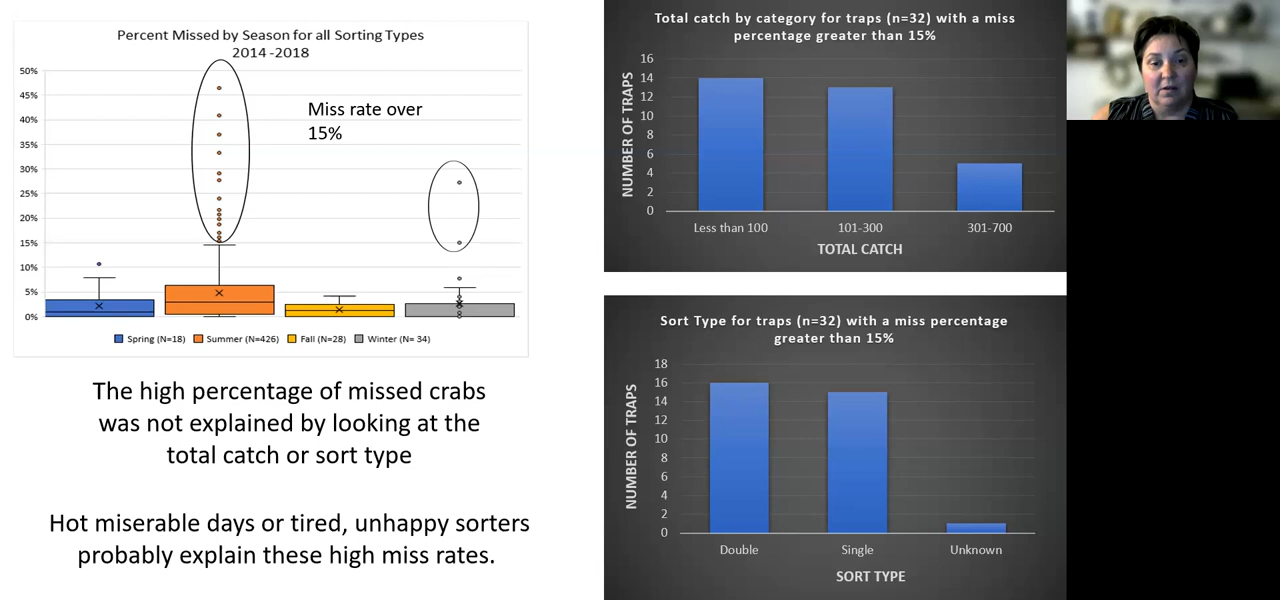 Percent Missed by Season for all Sorting Types
2014 -2018
50%
45%
40%
35%
30%
25%
20%
15%
10%
5%
0%
Miss rate over
15%
Spring (N=18) Summer (N=426) Fall (N=28) Winter (N= 34)
The high percentage of missed crabs
was not explained by looking at the
total catch or sort type
Hot miserable days or tired, unhappy sorters
probably explain these high miss rates.
Total catch by category for traps (n=32) with a miss
percentage greater than 15%
NUMBER OF TRAPS
16
14
12
10
8
6
4
2
0
Less than 100 101-300 301-700
TOTAL CATCH
Sort Type for traps (n=32) with a miss percentage
greater than 15%
NUMBER OF TRAPS
18
16
14
12
10
8
6
4
2
0
Double Single Unknown
SORT TYPE